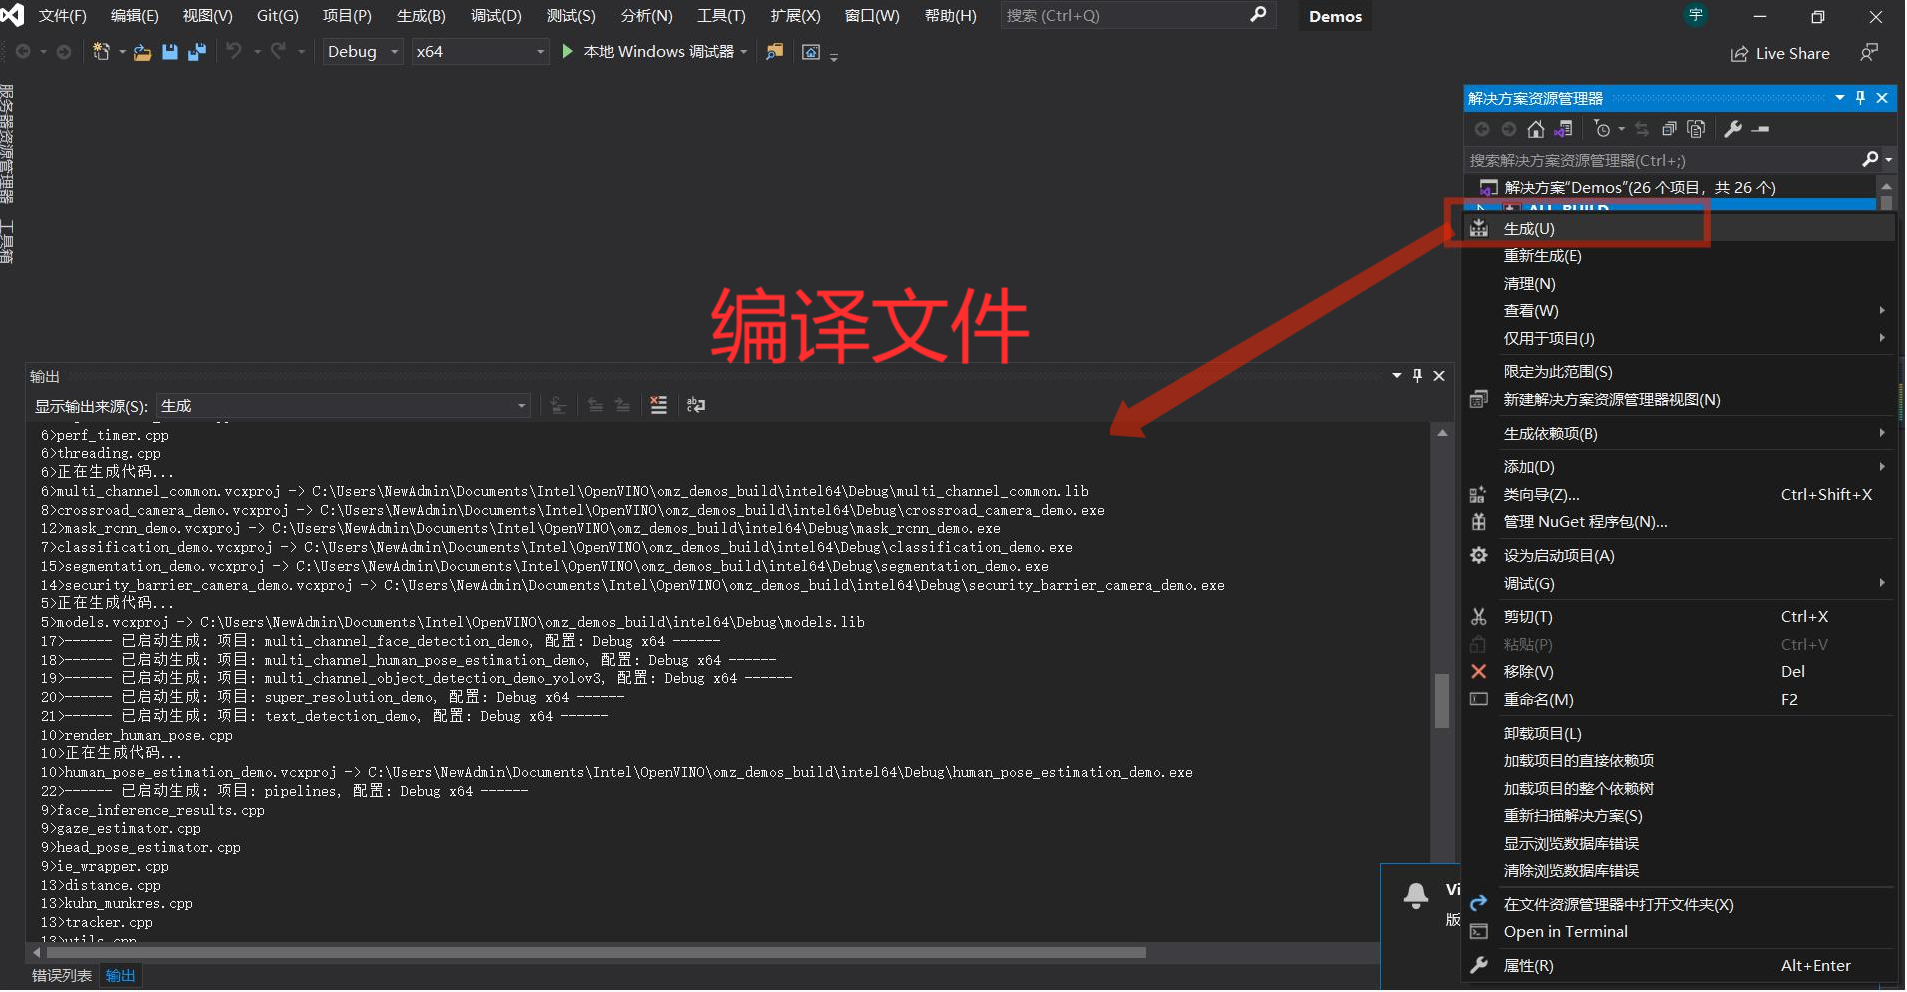 文件(F) 编辑(E) 视图(V) Git(G) 项目(P) 生成(B) 调试(D) 测试(S) 分析(N) 工具(T) 扩展(X) 窗口(W) 帮助(H) 搜索 (Ctrl+Q) Demos 宇
Debug x64 本地 Windows 调试器 Live Share
服务器资源管理器
工具箱
解决方案资源管理器
搜索解决方案资源管理器(Ctrl+;)
解决方案"Demos"(26 个项目，共 26 个)
ALL_BUILD
生成(U)
重新生成(E)
清理(N)
查看(W)
仅用于项目(J)
限定为此范围(S)
新建解决方案资源管理器视图(N)
生成依赖项(B)
添加(D)
类向导(Z)... Ctrl+Shift+X
管理 NuGet 程序包(N)...
设为启动项目(A)
调试(G)
剪切(T) Ctrl+X
粘贴(P) Ctrl+V
移除(V) Del
重命名(M) F2
卸载项目(L)
加载项目的直接依赖项
加载项目的整个依赖树
重新扫描解决方案(S)
显示浏览数据库错误
清除浏览数据库错误
在文件资源管理器中打开文件夹(X)
Open in Terminal
属性(R) Alt+Enter
编译文件
输出
显示输出来源(S): 生成
6>perf_timer.cpp
6>threading.cpp
6>正在生成代码...
6>multi_channel_common.vcxproj -> C:\Users\NewAdmin\Documents\Intel\OpenVINO\omz_demos_build\intel64\Debug\multi_channel_common.lib
8>crossroad_camera_demo.vcxproj -> C:\Users\NewAdmin\Documents\Intel\OpenVINO\omz_demos_build\intel64\Debug\crossroad_camera_demo.exe
12>mask_rcnn_demo.vcxproj -> C:\Users\NewAdmin\Documents\Intel\OpenVINO\omz_demos_build\intel64\Debug\mask_rcnn_demo.exe
7>classification_demo.vcxproj -> C:\Users\NewAdmin\Documents\Intel\OpenVINO\omz_demos_build\intel64\Debug\classification_demo.exe
15>segmentation_demo.vcxproj -> C:\Users\NewAdmin\Documents\Intel\OpenVINO\omz_demos_build\intel64\Debug\segmentation_demo.exe
14>security_barrier_camera_demo.vcxproj -> C:\Users\NewAdmin\Documents\Intel\OpenVINO\omz_demos_build\intel64\Debug\security_barrier_camera_demo.exe
5>正在生成代码...
5>models.vcxproj -> C:\Users\NewAdmin\Documents\Intel\OpenVINO\omz_demos_build\intel64\Debug\models.lib
17>------ 已启动生成: 项目: multi_channel_face_detection_demo, 配置: Debug x64 ------
18>------ 已启动生成: 项目: multi_channel_human_pose_estimation_demo, 配置: Debug x64 ------
19>------ 已启动生成: 项目: multi_channel_object_detection_demo_yolov3, 配置: Debug x64 ------
20>------ 已启动生成: 项目: super_resolution_demo, 配置: Debug x64 ------
21>------ 已启动生成: 项目: text_detection_demo, 配置: Debug x64 ------
10>render_human_pose.cpp
10>正在生成代码...
10>human_pose_estimation_demo.vcxproj -> C:\Users\NewAdmin\Documents\Intel\OpenVINO\omz_demos_build\intel64\Debug\human_pose_estimation_demo.exe
22>------ 已启动生成: 项目: pipelines, 配置: Debug x64 ------
9>face_inference_results.cpp
9>gaze_estimator.cpp
9>head_pose_estimator.cpp
9>ie_wrapper.cpp
13>distance.cpp
13>kuhn_munkres.cpp
13>tracker.cpp
13>utils.cpp
Vi
版
错误列表 输出